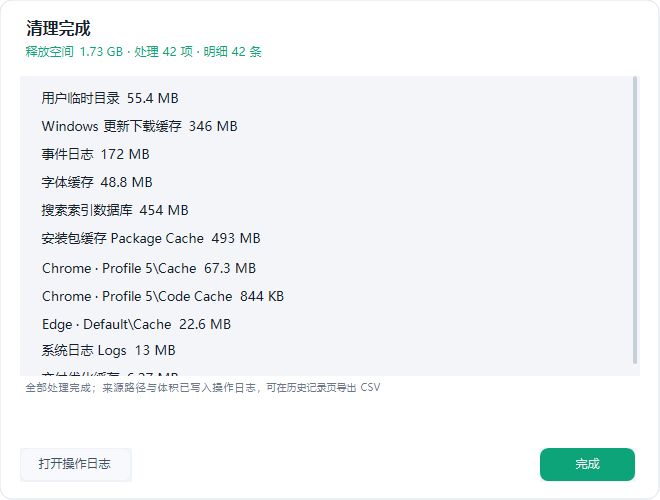 清理完成
释放空间 1.73 GB · 处理 42 项 · 明细 42 条
用户临时目录 55.4 MB
Windows 更新下载缓存 346 MB
事件日志 172 MB
字体缓存 48.8 MB
搜索索引数据库 454 MB
安装包缓存 Package Cache 493 MB
Chrome · Profile 5\Cache 67.3 MB
Chrome · Profile 5\Code Cache 844 KB
Edge · Default\Cache 22.6 MB
系统日志 Logs 13 MB
全部处理完成；来源路径与体积已写入操作日志，可在历史记录页导出 CSV
打开操作日志
完成